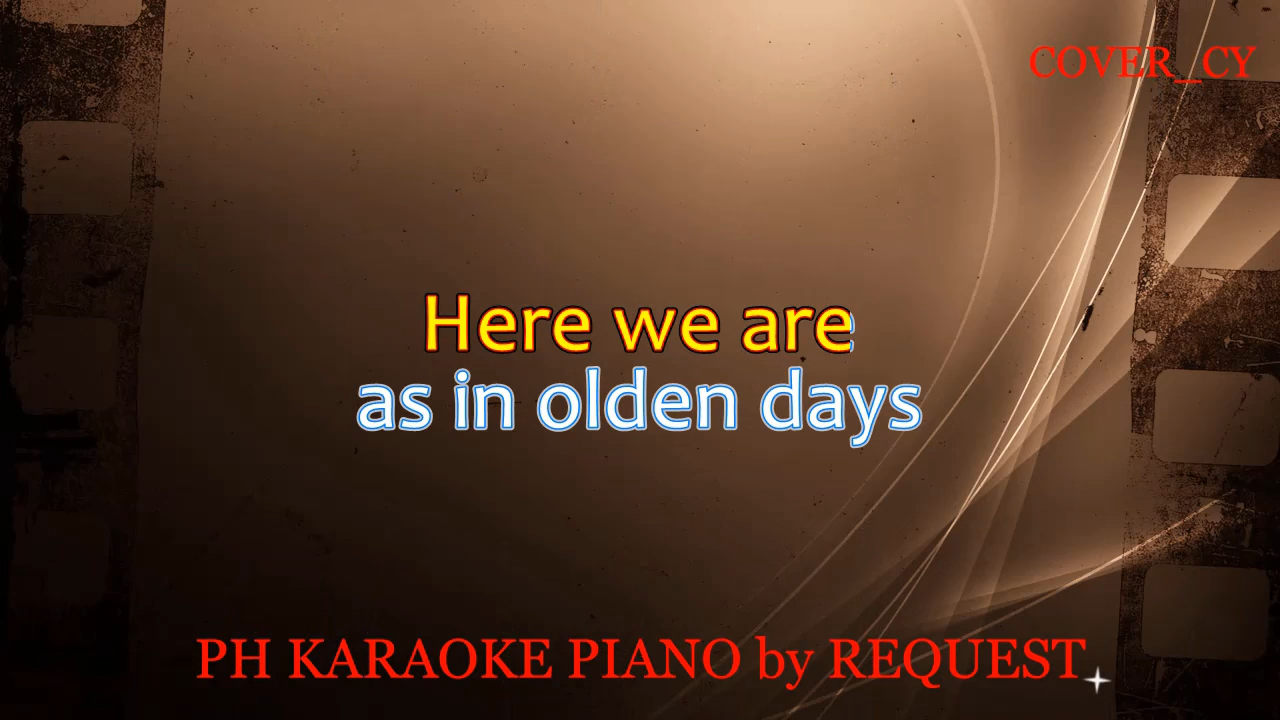 COVER_CY
Here we are
as in olden days
PH KARAOKE PIANO by REQUEST